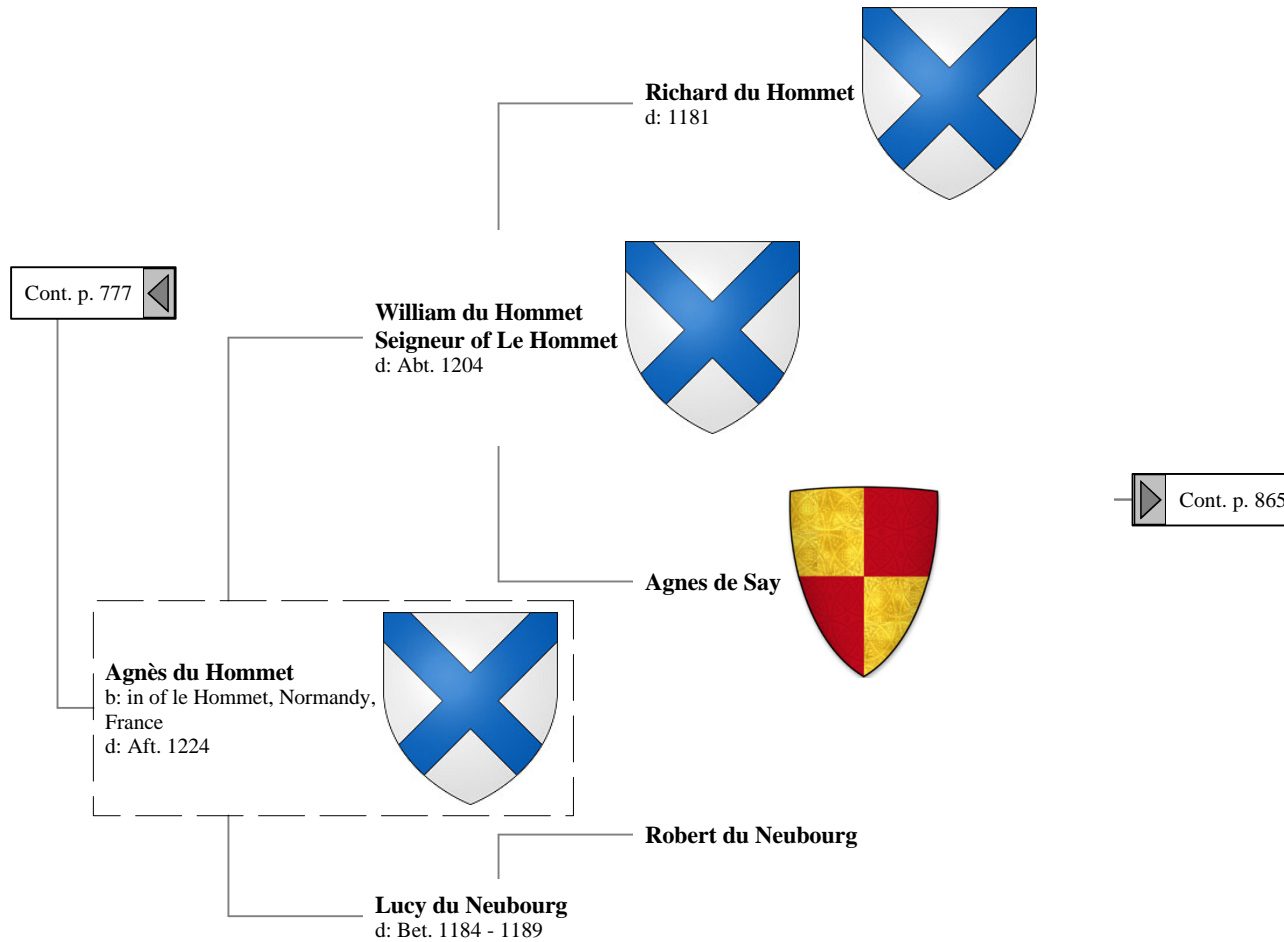 Richard du Hommet
d: 1181
Cont. p. 777
William du Hommet
Seigneur of Le Hommet
d: Abt. 1204
Cont. p. 865
Agnes de Say
Agnès du Hommet
b: in of le Hommet, Normandy,
France
d: Aft. 1224
Robert du Neubourg
Lucy du Neubourg
d: Bet. 1184 - 1189